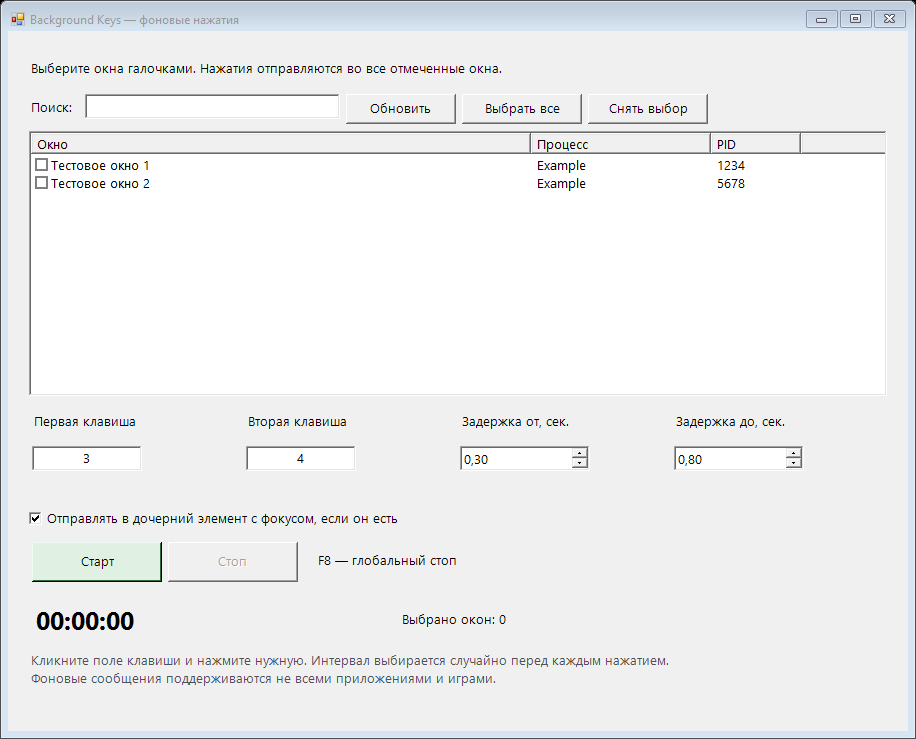 Background Keys — фоновые нажатия
Выберите окна галочками. Нажатия отправляются во все отмеченные окна.
Поиск: Обновить Выбрать все Снять выбор
Окно Процесс PID
Тестовое окно 1 Example 1234
Тестовое окно 2 Example 5678
Первая клавиша Вторая клавиша Задержка от, сек. Задержка до, сек.
3 4 0,30 0,80
Отправлять в дочерний элемент с фокусом, если он есть
Старт Стоп F8 — глобальный стоп
00:00:00 Выбрано окон: 0
Кликните поле клавиши и нажмите нужную. Интервал выбирается случайно перед каждым нажатием.
Фоновые сообщения поддерживаются не всеми приложениями и играми.